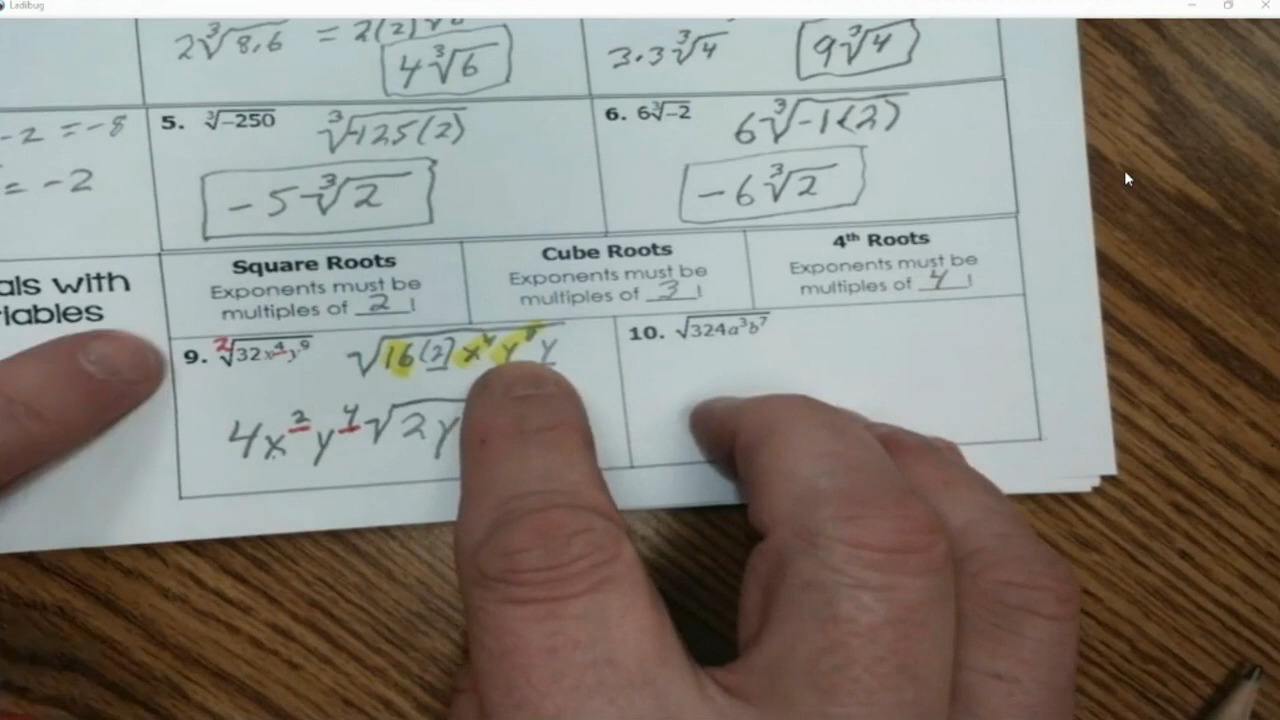 Ladibug
2∛8.6 = 2(2)∛6
4∛6
3.3∛4
9∛4
-2 = -8
= -2
5. ∛-250 ∛-125(2)
-5∛2
6. 6∛-2 6∛-1(2)
-6∛2
als with
iables
Square Roots
Exponents must be
multiples of 2 !
Cube Roots
Exponents must be
multiples of 3 !
4th Roots
Exponents must be
multiples of 4 !
9. ²√32x⁴y⁹ √16(2)x⁴y⁸y
4x²y⁴√2y
10. √324a³b⁷